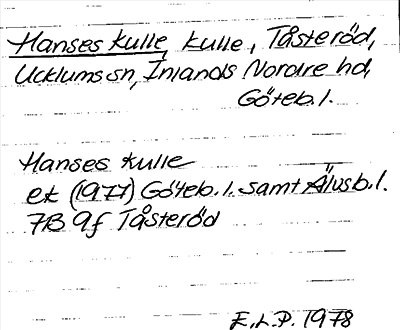 Hanses kulle, kulle, Tåsteröd,
Ucklums sn, Inlands Nordre hd,
Göteb. l.
Hanses kulle
ek (1977) Göteb. l. samt Älvsb. l.
7B 9f Tåsteröd
E.L.P. 1978